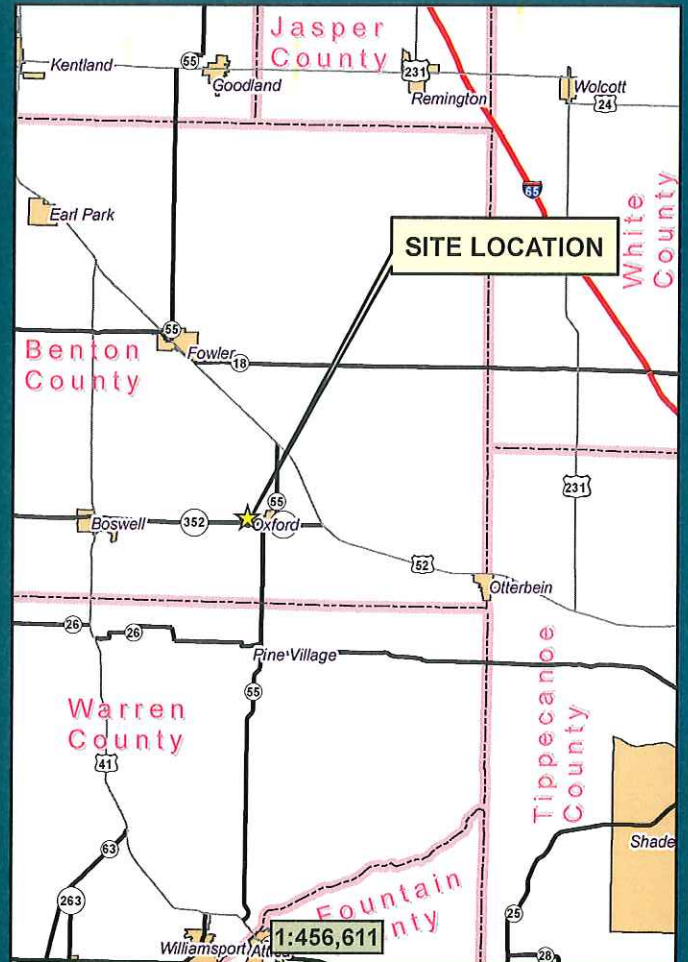 Jasper
County
55
Kentland
Goodland
231
Remington
Wolcott
24
65
White
County
Earl Park
SITE LOCATION
55
Fowler
18
Benton
County
231
55
Boswell
352
Oxford
52
Otterbein
26
26
Pine Village
55
Warren
County
Tippecanoe
County
41
63
Shade
263
Fountain
nty
25
1:456,611
Williamsport
28